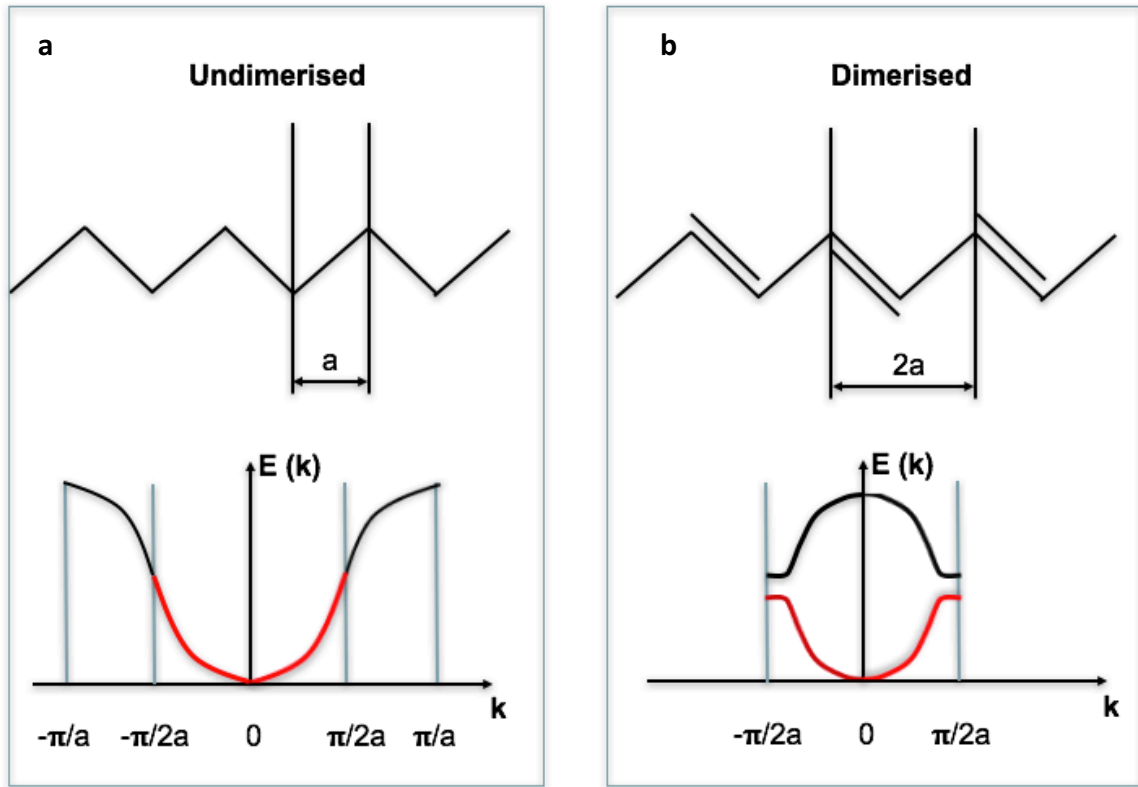 a
Undimerised
a
E (k)
k
-π/a -π/2a 0 π/2a π/a
b
Dimerised
2a
E (k)
k
-π/2a 0 π/2a